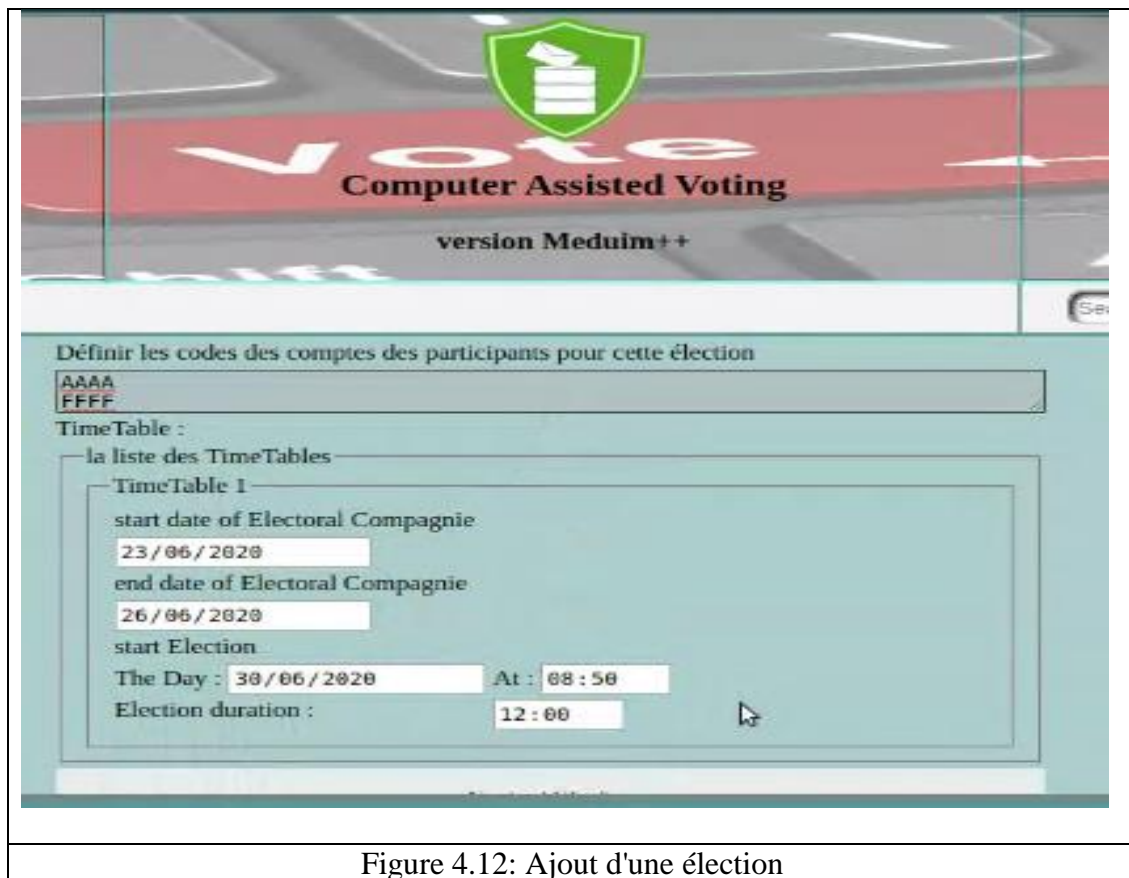 Vote
Computer Assisted Voting
version Meduim++
Shift
Définir les codes des comptes des participants pour cette élection
AAAA
FFFF
TimeTable :
la liste des TimeTables
TimeTable 1
start date of Electoral Compagnie
23/06/2020
end date of Electoral Compagnie
26/06/2020
start Election
The Day : 30/06/2020 At : 08:50
Election duration : 12:00
Figure 4.12: Ajout d'une élection